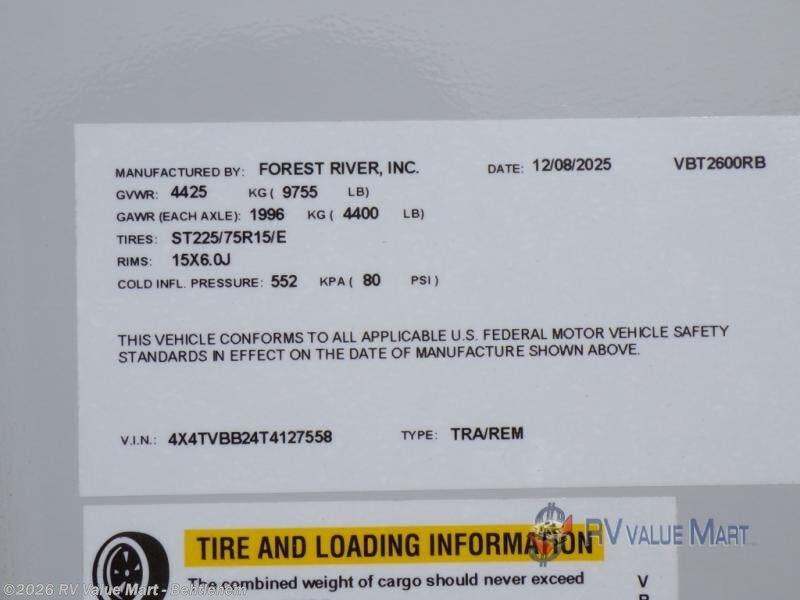 MANUFACTURED BY: FOREST RIVER, INC. DATE: 12/08/2025 VBT2600RB
GVWR: 4425 KG ( 9755 LB)
GAWR (EACH AXLE): 1996 KG ( 4400 LB)
TIRES: ST225/75R15/E
RIMS: 15X6.0J
COLD INFL. PRESSURE: 552 KPA ( 80 PSI )
THIS VEHICLE CONFORMS TO ALL APPLICABLE U.S. FEDERAL MOTOR VEHICLE SAFETY
STANDARDS IN EFFECT ON THE DATE OF MANUFACTURE SHOWN ABOVE.
V.I.N.: 4X4TVBB24T4127558 TYPE: TRA/REM
TIRE AND LOADING INFORMATION
RV VALUE MART
The combined weight of cargo should never exceed V
©2026 RV Value Mart - Bethlehem